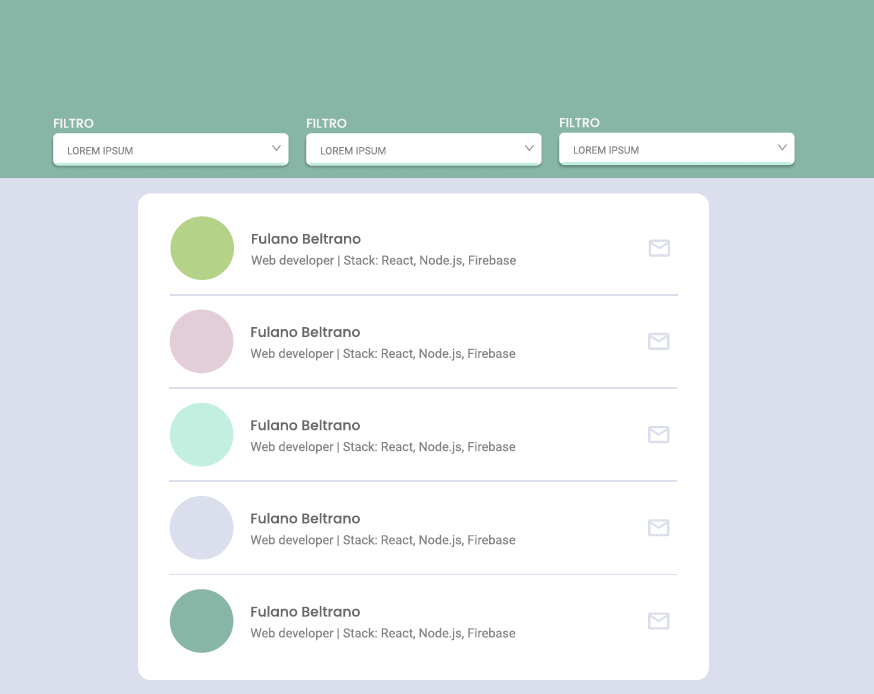 FILTRO
FILTRO
FILTRO
LOREM IPSUM
LOREM IPSUM
LOREM IPSUM
Fulano Beltrano
Web developer | Stack: React, Node.js, Firebase
Fulano Beltrano
Web developer | Stack: React, Node.js, Firebase
Fulano Beltrano
Web developer | Stack: React, Node.js, Firebase
Fulano Beltrano
Web developer | Stack: React, Node.js, Firebase
Fulano Beltrano
Web developer | Stack: React, Node.js, Firebase